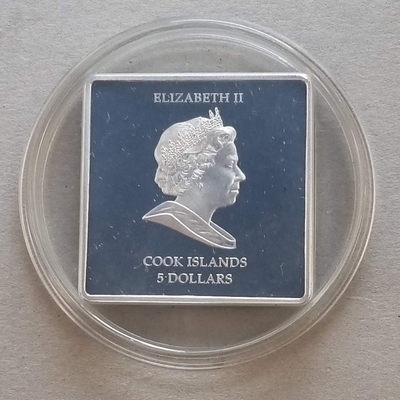 ELIZABETH II
COOK ISLANDS
5·DOLLARS